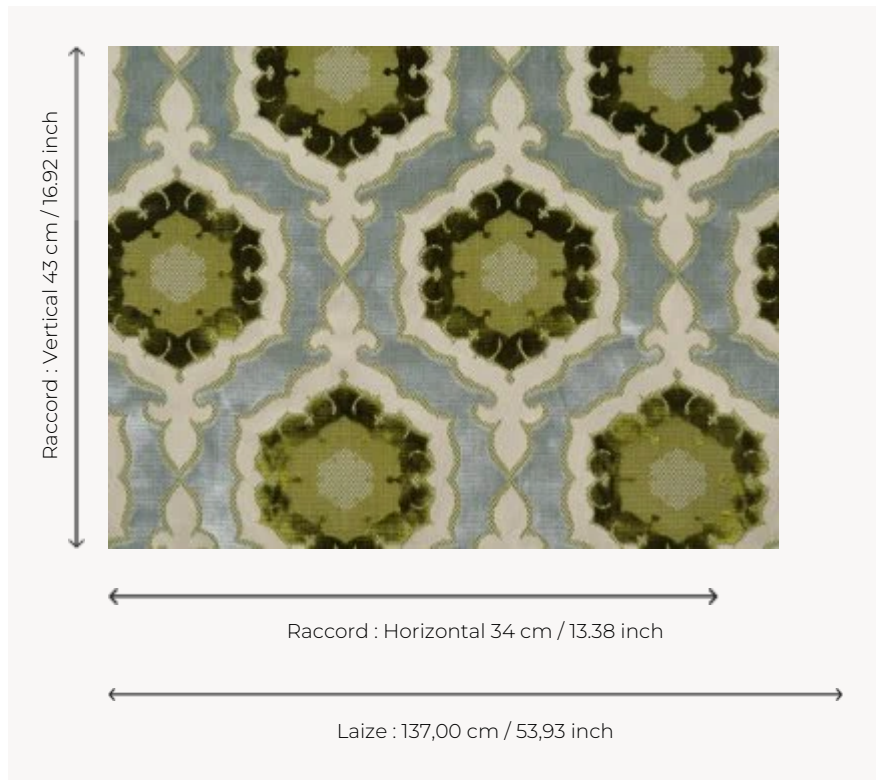 Raccord : Vertical 43 cm / 16.92 inch
Raccord : Horizontal 34 cm / 13.38 inch
Laize : 137,00 cm / 53,93 inch